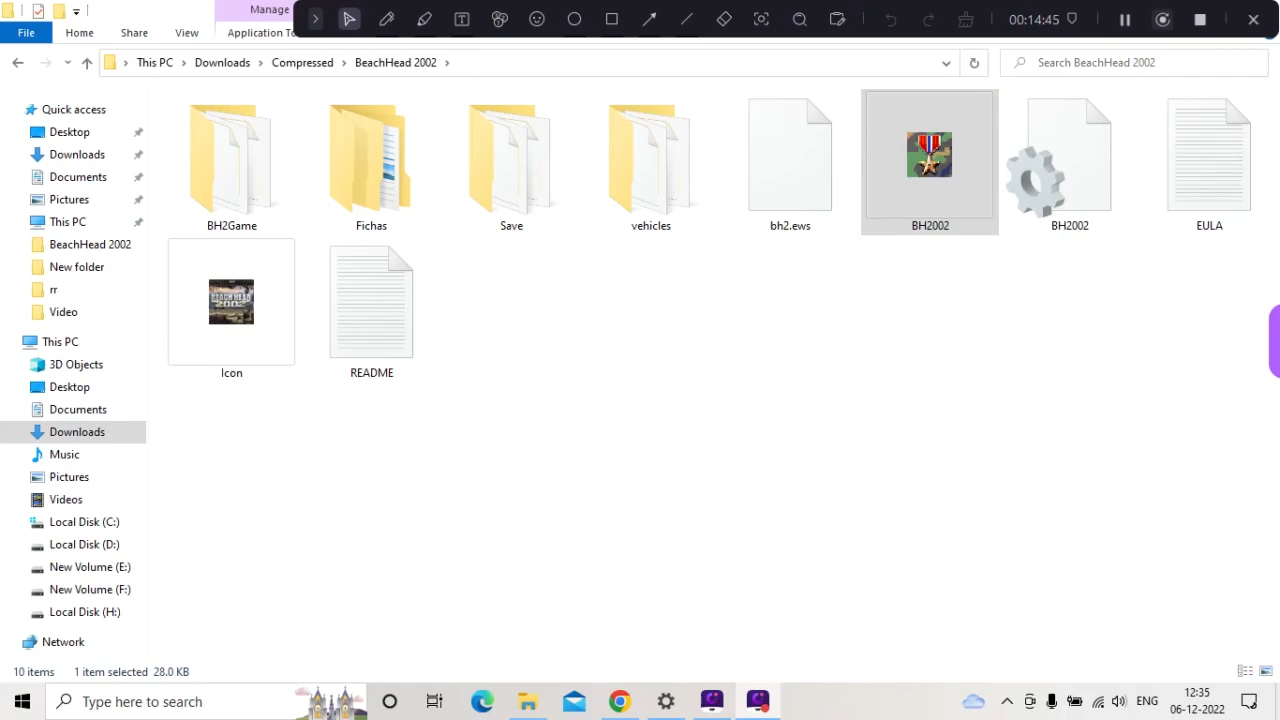 Manage
00:14:45
File
Home
Share
View
Application To
This PC
Downloads
Compressed
BeachHead 2002
Search BeachHead 2002
Quick access
Desktop
Downloads
Documents
Pictures
This PC
BeachHead 2002
New folder
rr
Video
This PC
3D Objects
Desktop
Documents
Downloads
Music
Pictures
Videos
Local Disk (C:)
Local Disk (D:)
New Volume (E:)
New Volume (F:)
Local Disk (H:)
Network
BH2Game
Fichas
Save
vehicles
bh2.ews
BH2002
BH2002
EULA
BEACH HEAD
2002
Icon
README
10 items
1 item selected 28.0 KB
Type here to search
ENG
12:35
06-12-2022